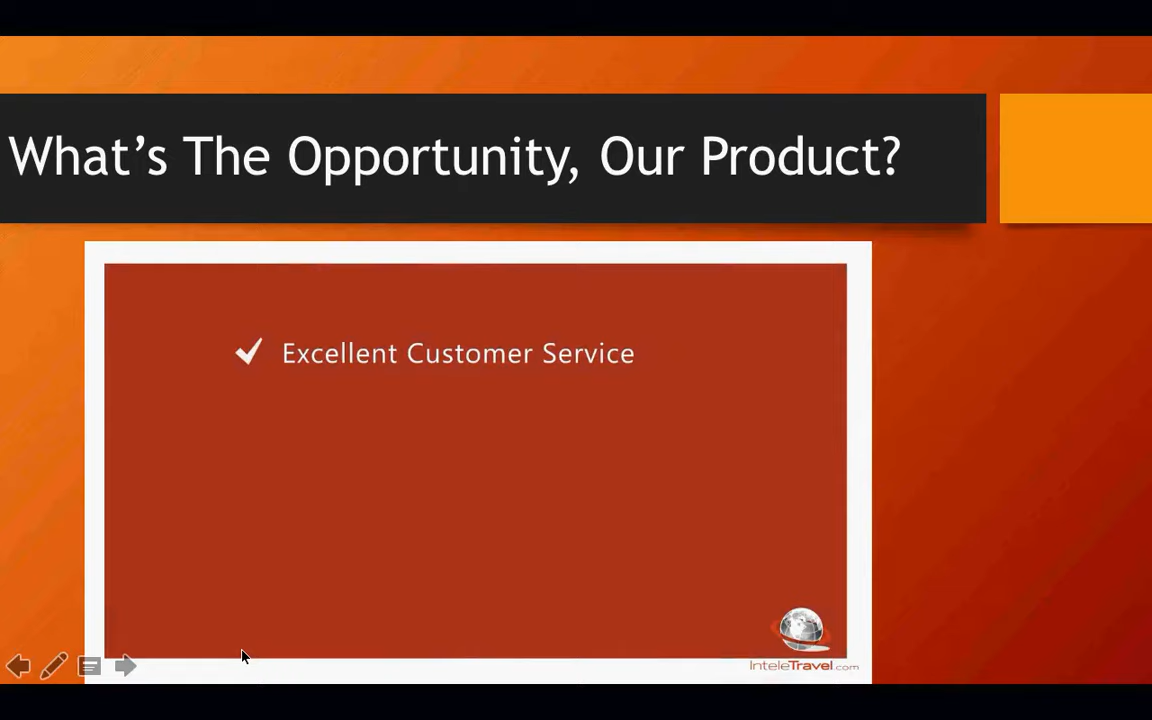 What's The Opportunity, Our Product?
Excellent Customer Service
InteleTravel.com